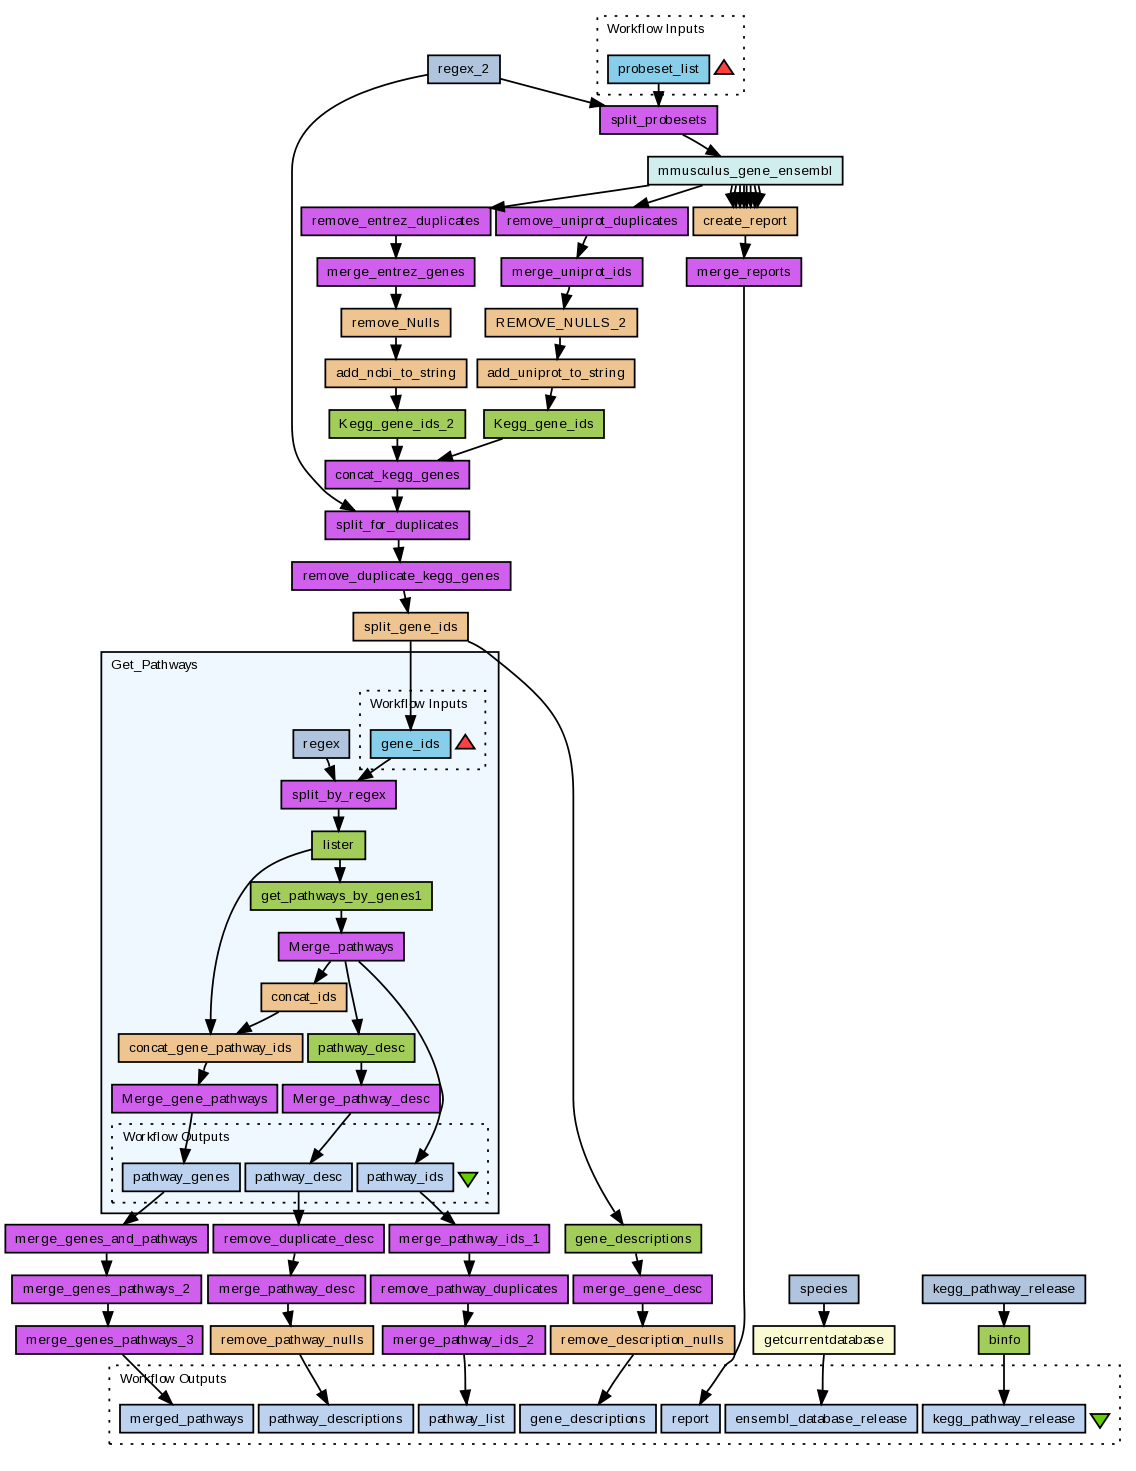 Workflow Inputs
regex_2
probeset_list
split_probesets
mmusculus_gene_ensembl
remove_entrez_duplicates
remove_uniprot_duplicates
create_report
merge_entrez_genes
merge_uniprot_ids
merge_reports
remove_Nulls
REMOVE_NULLS_2
add_ncbi_to_string
add_uniprot_to_string
Kegg_gene_ids_2
Kegg_gene_ids
concat_kegg_genes
split_for_duplicates
remove_duplicate_kegg_genes
split_gene_ids
Get_Pathways
Workflow Inputs
regex
gene_ids
split_by_regex
lister
get_pathways_by_genes1
Merge_pathways
concat_ids
concat_gene_pathway_ids
pathway_desc
Merge_gene_pathways
Merge_pathway_desc
Workflow Outputs
pathway_genes
pathway_desc
pathway_ids
merge_genes_and_pathways
remove_duplicate_desc
merge_pathway_ids_1
gene_descriptions
merge_genes_pathways_2
merge_pathway_desc
remove_pathway_duplicates
merge_gene_desc
species
kegg_pathway_release
merge_genes_pathways_3
remove_pathway_nulls
merge_pathway_ids_2
remove_description_nulls
getcurrentdatabase
binfo
Workflow Outputs
merged_pathways
pathway_descriptions
pathway_list
gene_descriptions
report
ensembl_database_release
kegg_pathway_release